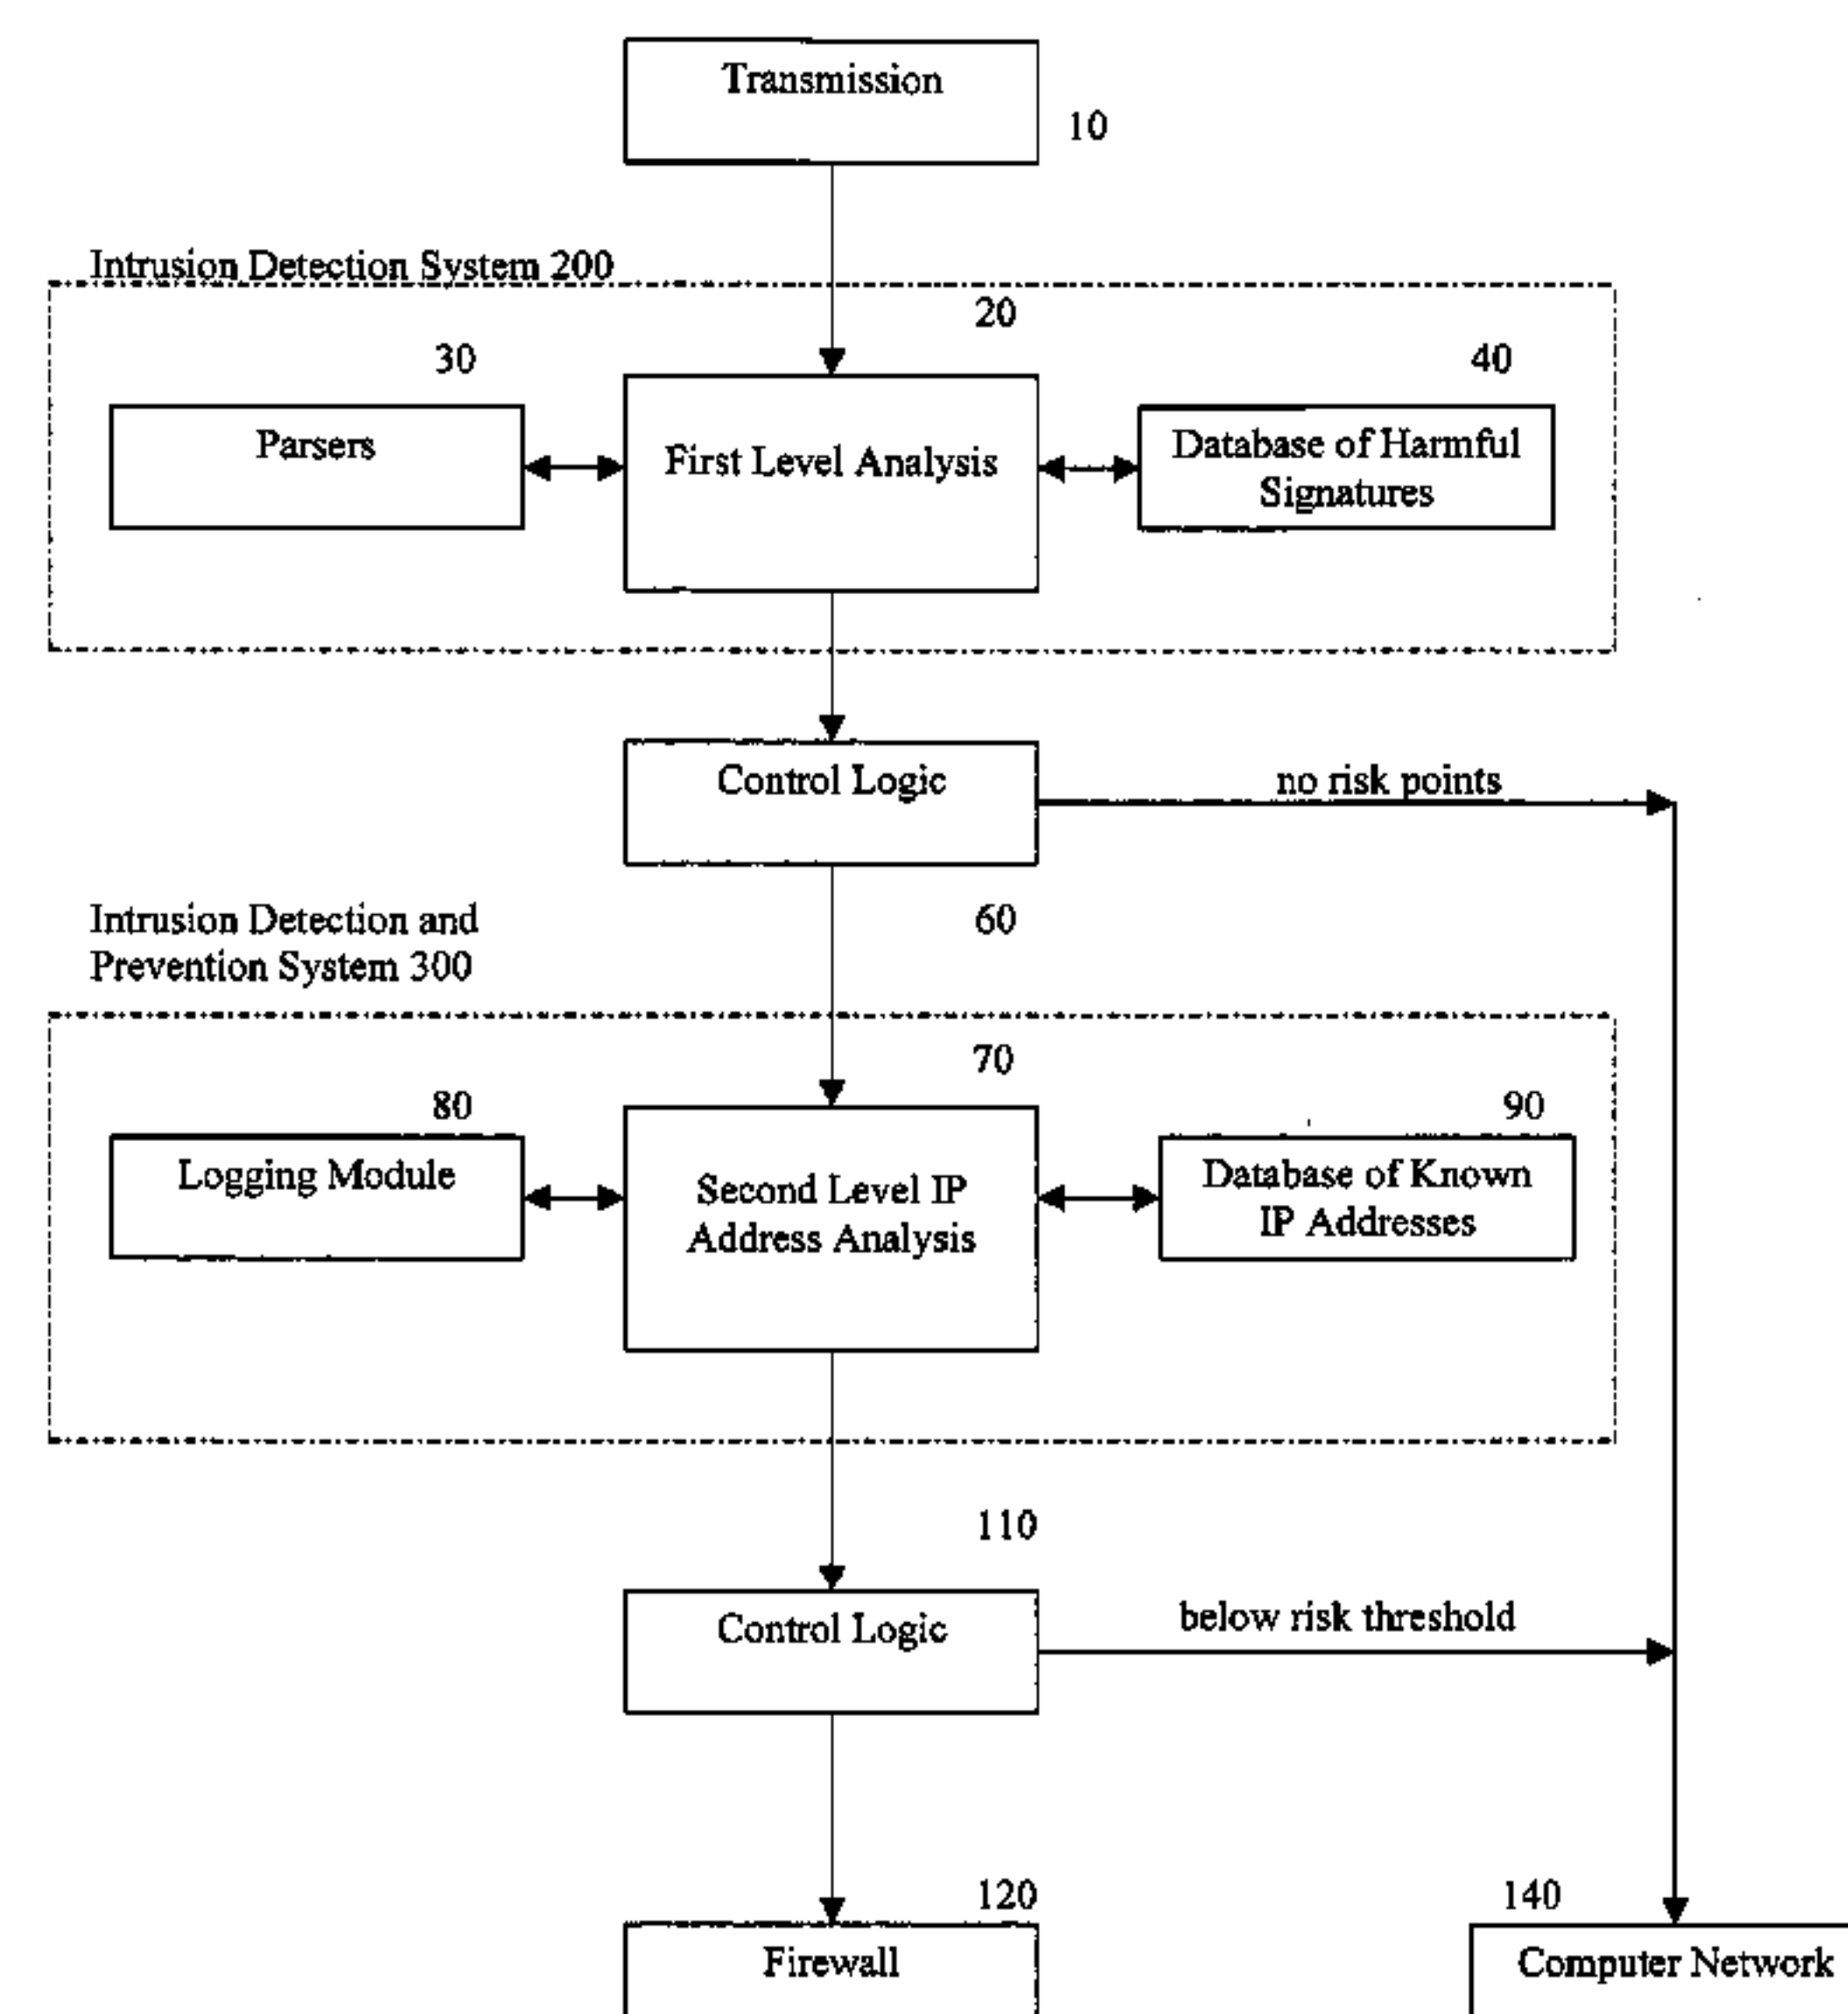 Transmission
10
Intrusion Detection System 200
20
30
40
Parsers
First Level Analysis
Database of Harmful
Signatures
Control Logic
no risk points
60
Intrusion Detection and
Prevention System 300
70
80
90
Logging Module
Second Level IP
Address Analysis
Database of Known
IP Addresses
110
Control Logic
below risk threshold
120
140
Firewall
Computer Network